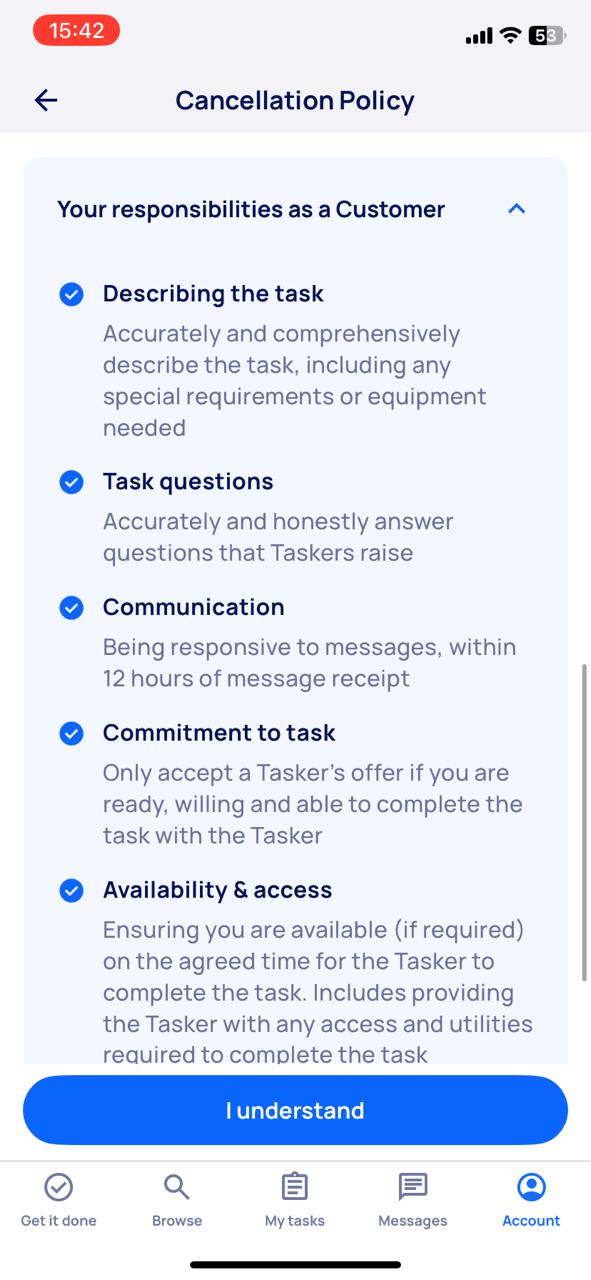 15:42
53
Cancellation Policy
Your responsibilities as a Customer
Describing the task
Accurately and comprehensively
describe the task, including any
special requirements or equipment
needed
Task questions
Accurately and honestly answer
questions that Taskers raise
Communication
Being responsive to messages, within
12 hours of message receipt
Commitment to task
Only accept a Tasker's offer if you are
ready, willing and able to complete the
task with the Tasker
Availability & access
Ensuring you are available (if required)
on the agreed time for the Tasker to
complete the task. Includes providing
the Tasker with any access and utilities
required to complete the task
I understand
Get it done
Browse
My tasks
Messages
Account